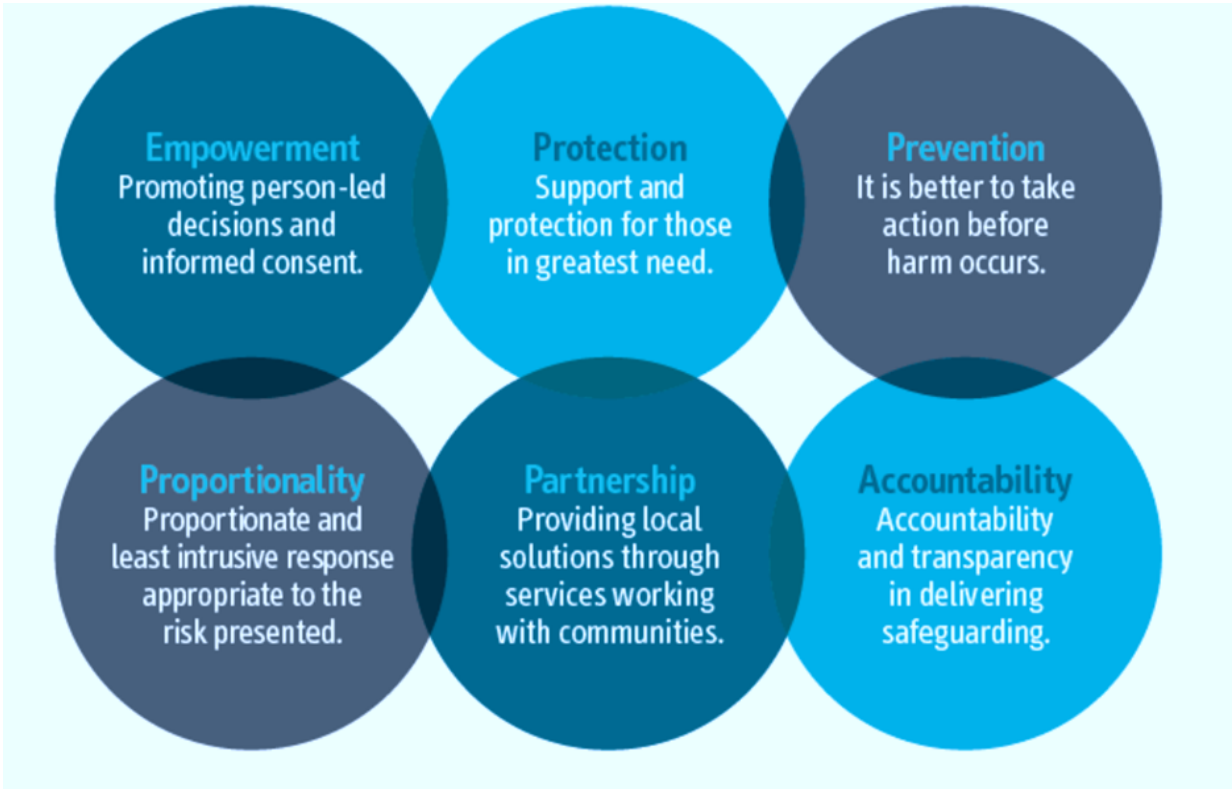 Empowerment
Promoting person-led
decisions and
informed consent.
Protection
Support and
protection for those
in greatest need.
Prevention
It is better to take
action before
harm occurs.
Proportionality
Proportionate and
least intrusive response
appropriate to the
risk presented.
Partnership
Providing local
solutions through
services working
with communities.
Accountability
Accountability
and transparency
in delivering
safeguarding.